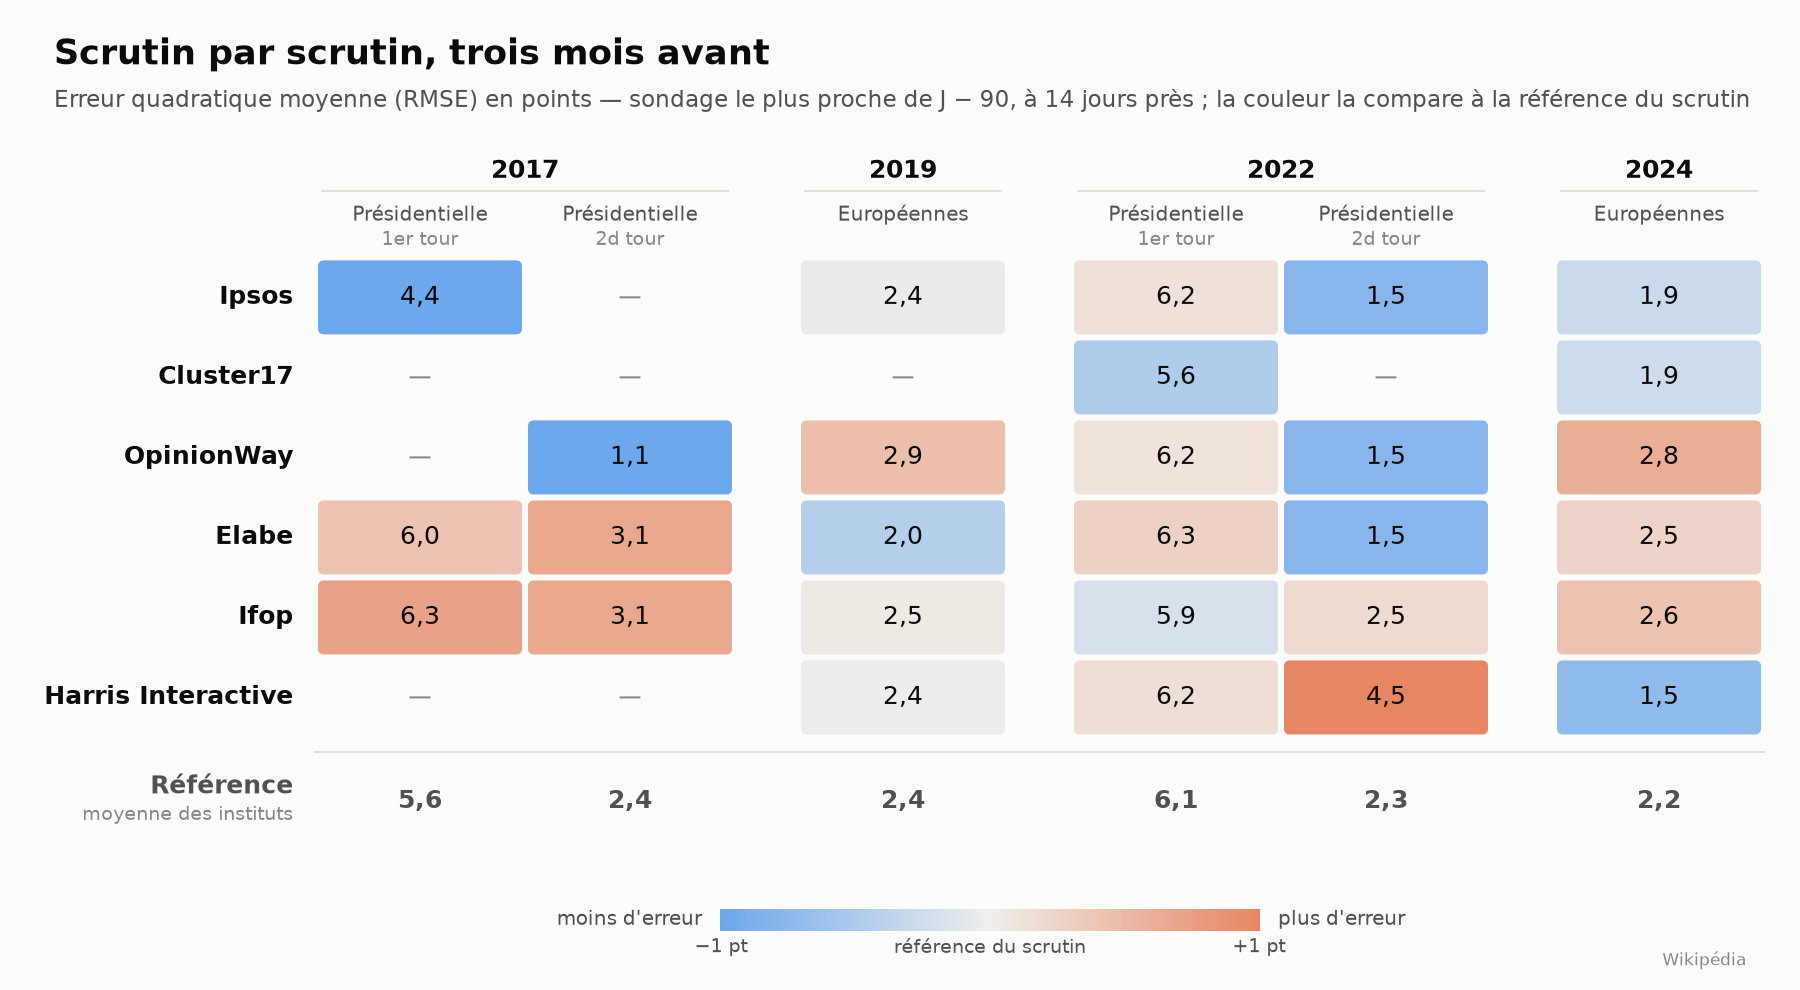 Scrutin par scrutin, trois mois avant
Erreur quadratique moyenne (RMSE) en points — sondage le plus proche de J − 90, à 14 jours près ; la couleur la compare à la référence du scrutin
2017 2019 2022 2024
Présidentielle Présidentielle Européennes Présidentielle Présidentielle Européennes
1er tour 2d tour 1er tour 2d tour
Ipsos 4,4 — 2,4 6,2 1,5 1,9
Cluster17 — — — 5,6 — 1,9
OpinionWay — 1,1 2,9 6,2 1,5 2,8
Elabe 6,0 3,1 2,0 6,3 1,5 2,5
Ifop 6,3 3,1 2,5 5,9 2,5 2,6
Harris Interactive — — 2,4 6,2 4,5 1,5
Référence
moyenne des instituts
5,6 2,4 2,4 6,1 2,3 2,2
moins d'erreur plus d'erreur
−1 pt référence du scrutin +1 pt
Wikipédia